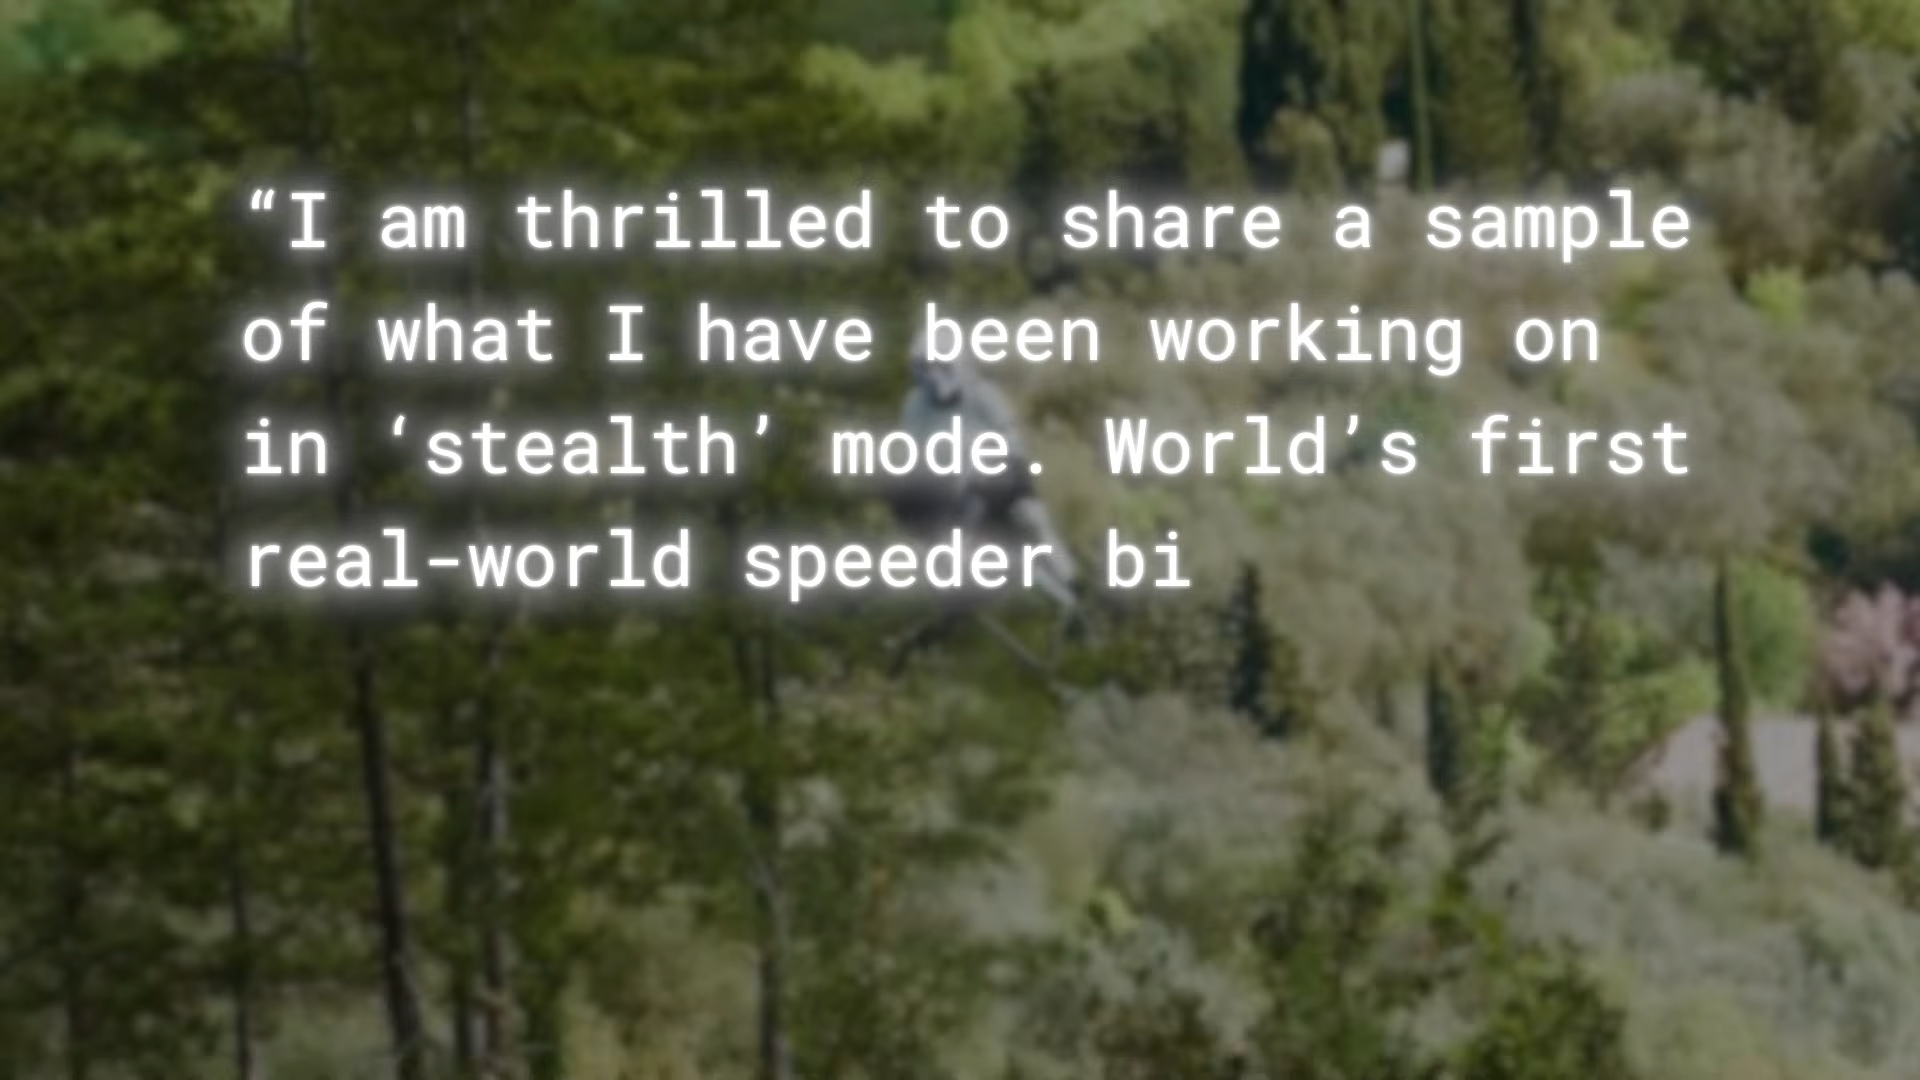 “I am thrilled to share a sample
of what I have been working on
in ‘stealth’ mode. World’s first
real-world speeder bi